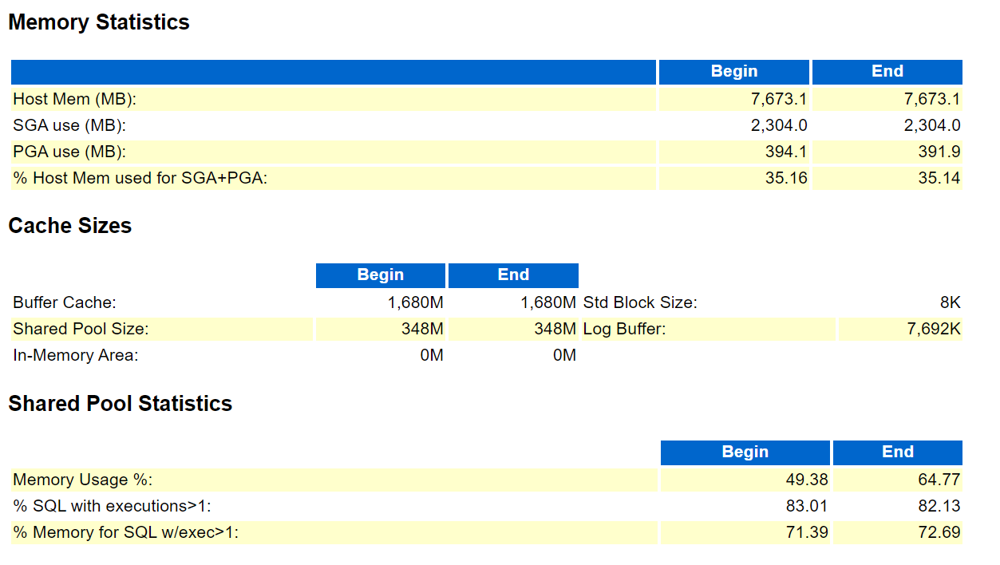 Memory Statistics
Begin End
Host Mem (MB): 7,673.1 7,673.1
SGA use (MB): 2,304.0 2,304.0
PGA use (MB): 394.1 391.9
% Host Mem used for SGA+PGA: 35.16 35.14
Cache Sizes
Begin End
Buffer Cache: 1,680M 1,680M Std Block Size: 8K
Shared Pool Size: 348M 348M Log Buffer: 7,692K
In-Memory Area: 0M 0M
Shared Pool Statistics
Begin End
Memory Usage %: 49.38 64.77
% SQL with executions>1: 83.01 82.13
% Memory for SQL w/exec>1: 71.39 72.69